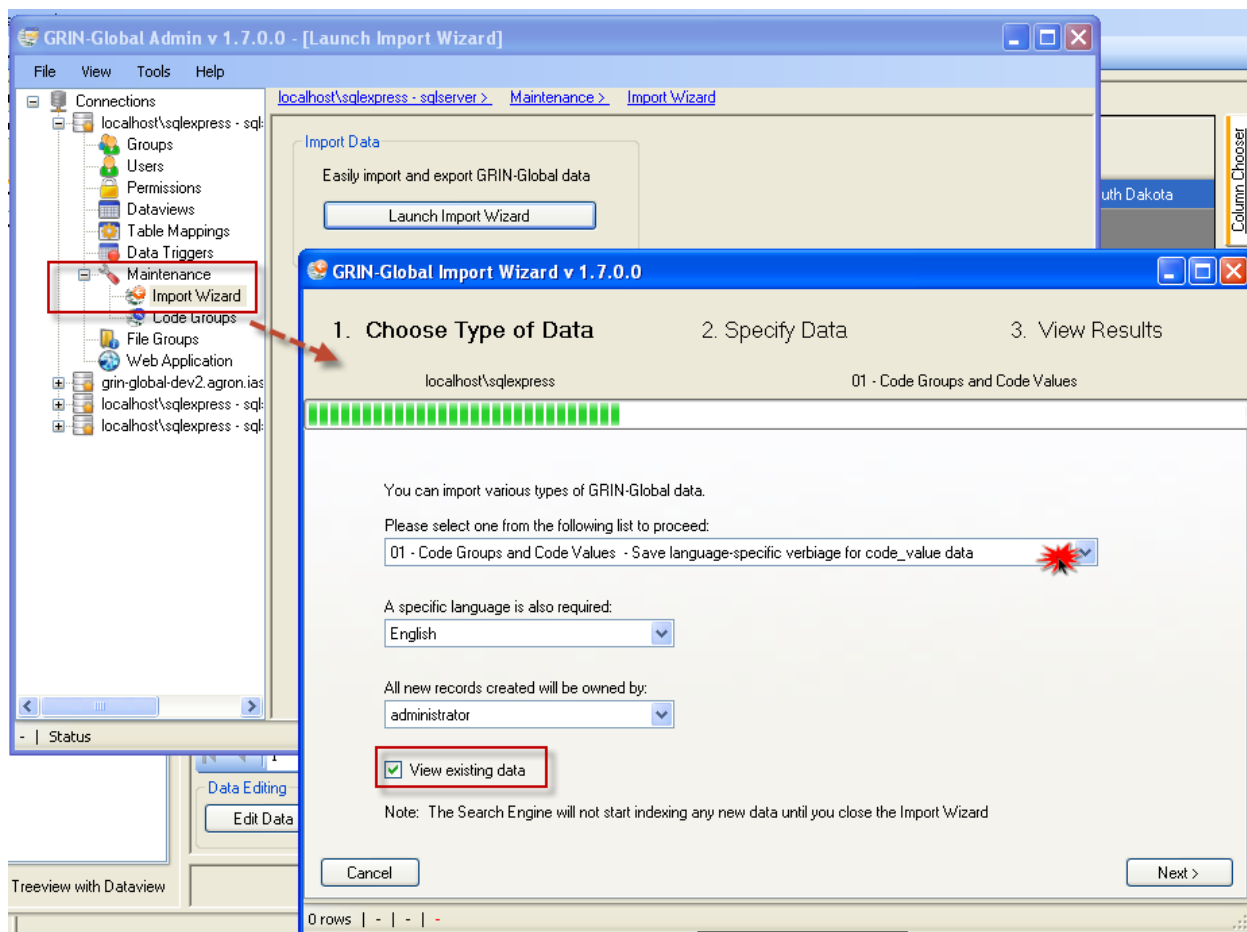 GRIN-Global Admin v 1.7.0.0 - [Launch Import Wizard]
File View Tools Help
Connections
localhost\sqlexpress - sql
Groups
Users
Permissions
Dataviews
Table Mappings
Data Triggers
Maintenance
Import Wizard
Code Groups
File Groups
Web Application
grin-global-dev2.agron.ias
localhost\sqlexpress - sql
localhost\sqlexpress - sql
- | Status
localhost\sqlexpress - sqlserver > Maintenance > Import Wizard
Import Data
Easily import and export GRIN-Global data
Launch Import Wizard
uth Dakota
Column Chooser
GRIN-Global Import Wizard v 1.7.0.0
1. Choose Type of Data 2. Specify Data 3. View Results
localhost\sqlexpress 01 - Code Groups and Code Values
You can import various types of GRIN-Global data.
Please select one from the following list to proceed:
01 - Code Groups and Code Values - Save language-specific verbiage for code_value data
A specific language is also required:
English
All new records created will be owned by:
administrator
View existing data
Note: The Search Engine will not start indexing any new data until you close the Import Wizard
Cancel Next >
0 rows | - | - | -
Data Editing
Edit Data
Treeview with Dataview